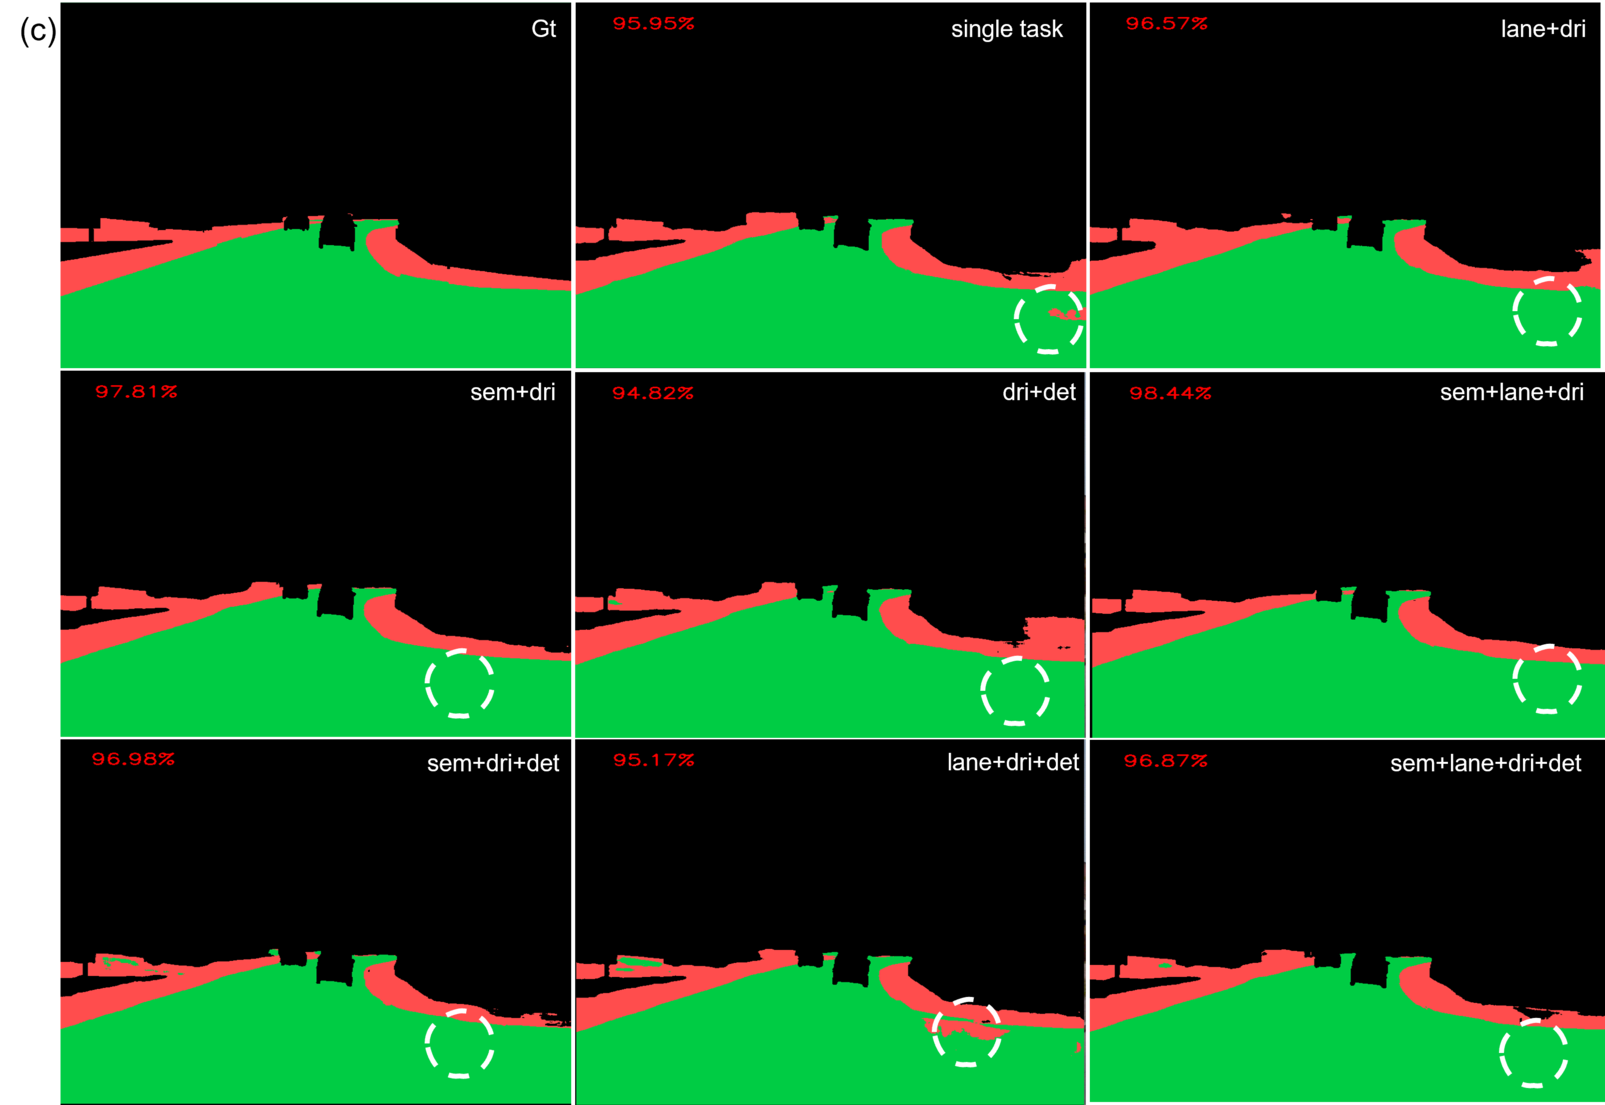 (c)
Gt
95.95%
single task
96.57%
lane+dri
97.81%
sem+dri
94.82%
dri+det
98.44%
sem+lane+dri
96.98%
sem+dri+det
95.17%
lane+dri+det
96.87%
sem+lane+dri+det